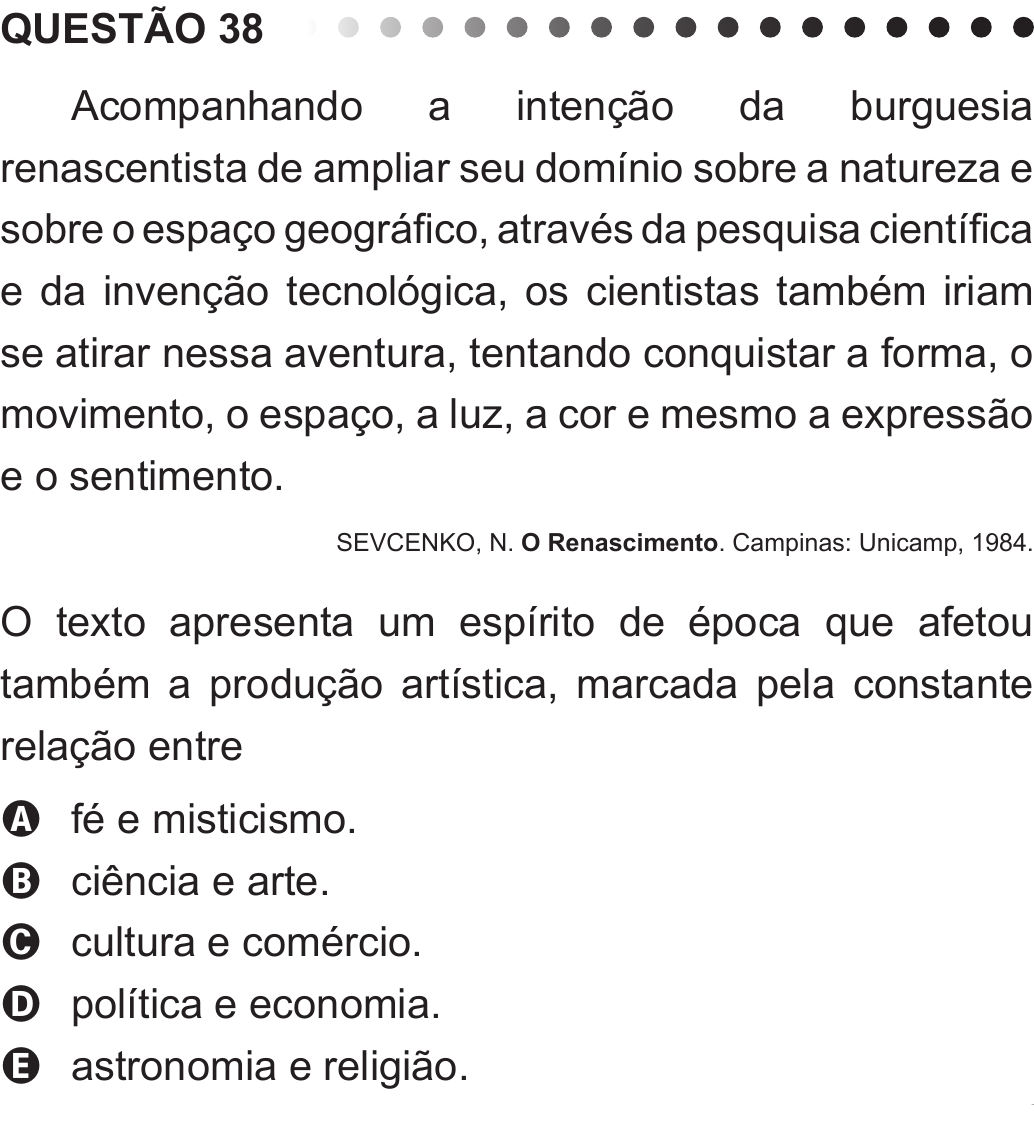 QUESTÃO 38
Acompanhando a intenção da burguesia
renascentista de ampliar seu domínio sobre a natureza e
sobre o espaço geográfico, através da pesquisa científica
e da invenção tecnológica, os cientistas também iriam
se atirar nessa aventura, tentando conquistar a forma, o
movimento, o espaço, a luz, a cor e mesmo a expressão
e o sentimento.
SEVCENKO, N. O Renascimento. Campinas: Unicamp, 1984.
O texto apresenta um espírito de época que afetou
também a produção artística, marcada pela constante
relação entre
A fé e misticismo.
B ciência e arte.
C cultura e comércio.
D política e economia.
E astronomia e religião.